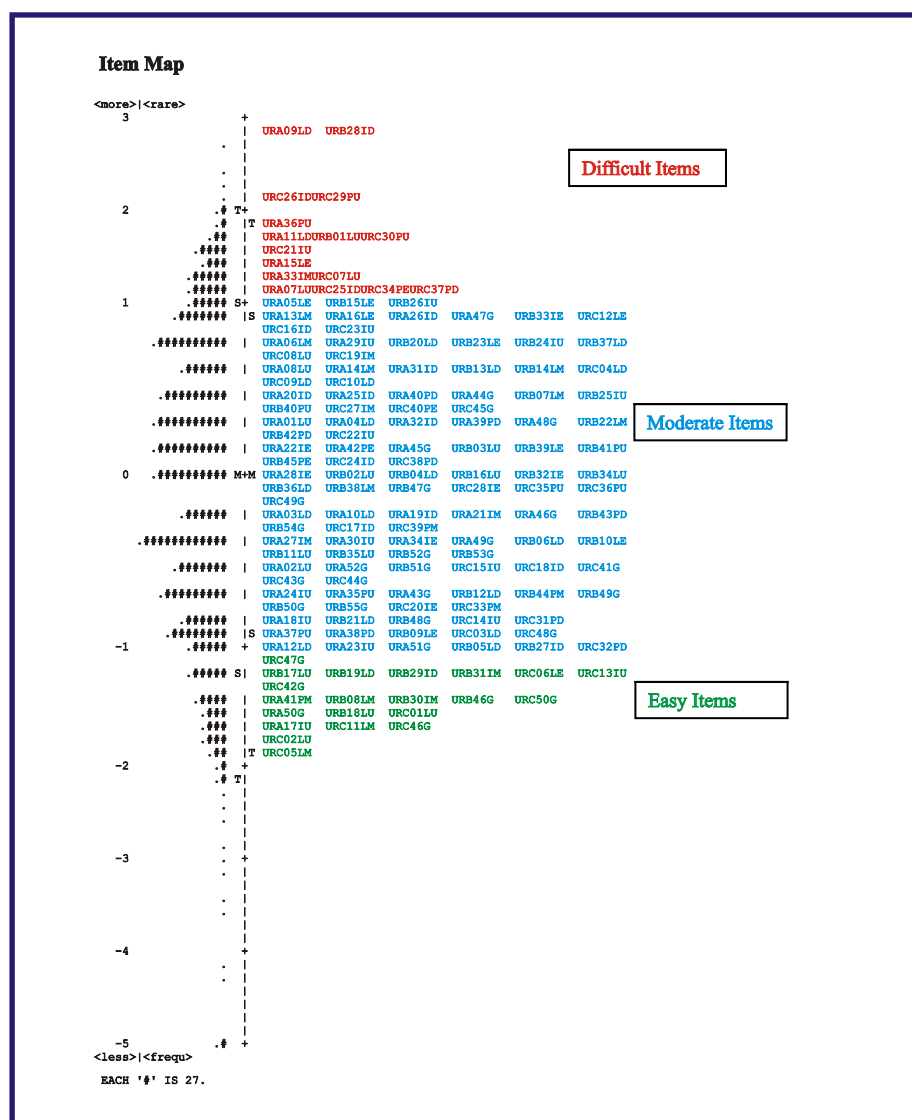 Item Map
<more>|<rare>
3 +
| URA09LD URB28ID
. |
|
. |
. |
. | URC26IDURC29PU
Difficult Items
2 .# T+
.# |T URA36PU
.## | URA11LDURB01LUURC30PU
.#### | URC21IU
.### | URA15LE
.##### | URA33IMURC07LU
.##### | URA07LUURC25IDURC34PEURC37PD
1 .##### S+ URA05LE URB15LE URB26IU
.####### |S URA13LM URA16LE URA26ID URA47G URB33IE URC12LE
URC16ID URC23IU
.########## | URA06LM URA29IU URB20LD URB23LE URB24IU URB37LD
URC08LU URC19IM
.###### | URA08LU URA14LM URA31ID URB13LD URB14LM URC04LD
URC09LD URC10LD
.######### | URA20ID URA25ID URA40PD URA44G URB07LM URB25IU
URB40PU URC27IM URC40PE URC45G
.########## | URA01LU URA04LD URA32ID URA39PD URA48G URB22LM
Moderate Items
URB42PD URC22IU
.########## | URA22IE URA42PE URA45G URB03LU URB39LE URB41PU
URB45PE URC24ID URC38PD
0 .########## M+M URA28IE URB02LU URB04LD URB16LU URB32IE URB34LU
URB36LD URB38LM URB47G URC28IE URC35PU URC36PU
URC49G
.###### | URA03LD URA10LD URA19ID URA21IM URA46G URB43PD
URB54G URC17ID URC39PM
.############ | URA27IM URA30IU URA34IE URA49G URB06LD URB10LE
URB11LU URB35LU URB52G URB53G
.####### | URA02LU URA52G URB51G URC15IU URC18ID URC41G
URC43G URC44G
.######### | URA24IU URA35PU URA43G URB12LD URB44PM URB49G
URB50G URB55G URC20IE URC33PM
.###### | URA18IU URB21LD URB48G URC14IU URC31PD
.######## |S URA37PU URA38PD URB09LE URC03LD URC48G
-1 .##### + URA12LD URA23IU URA51G URB05LD URB27ID URC32PD
URC47G
.##### S| URB17LU URB19LD URB29ID URB31IM URC06LE URC13IU
URC42G
.#### | URA41PM URB08LM URB30IM URB46G URC50G
Easy Items
.### | URA50G URB18LU URC01LU
.### | URA17IU URC11LM URC46G
.### | URC02LU
.## |T URC05LM
-2 .# +
.# T|
. |
. |
. |
|
. |
-3 . +
. |
|
. |
. |
|
|
-4 +
. |
. |
|
|
|
|
-5 .# +
<less>|<frequ>
EACH '#' IS 27.